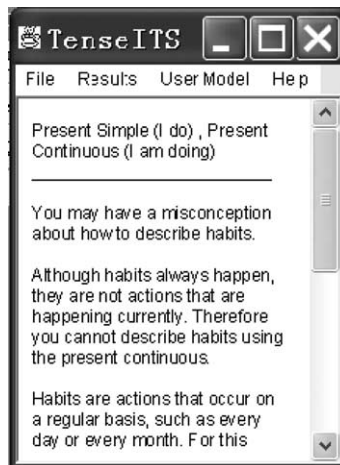 TenseITS
File Results User Model Help
Present Simple (I do) , Present
Continuous (I am doing)
You may have a misconception
about how to describe habits.
Although habits always happen,
they are not actions that are
happening currently. Therefore
you cannot describe habits using
the present continuous.
Habits are actions that occur on
a regular basis, such as every
day or every month. For this